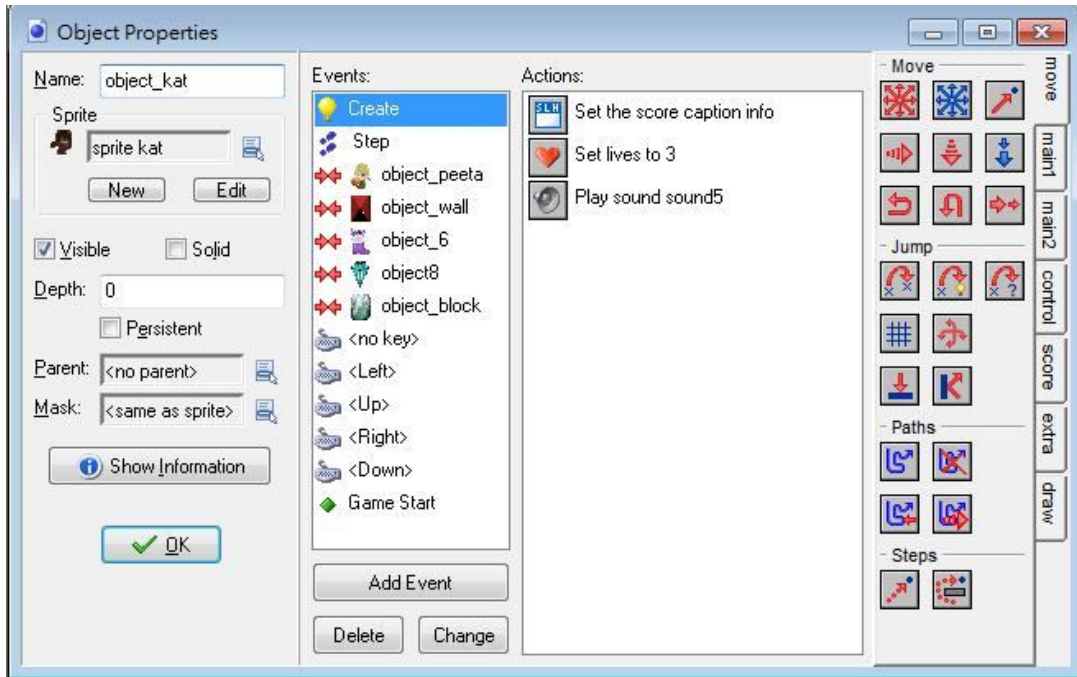 Object Properties
Name: object_kat
Sprite
sprite kat
New Edit
Visible Solid
Depth: 0
Persistent
Parent: <no parent>
Mask: <same as sprite>
Show Information
OK
Events:
Create
Step
object_peeta
object_wall
object_6
object8
object_block
<no key>
<Left>
<Up>
<Right>
<Down>
Game Start
Add Event
Delete Change
Actions:
SLH Set the score caption info
Set lives to 3
Play sound sound5
Move
Jump
Paths
Steps
move
main1
main2
control
score
extra
draw